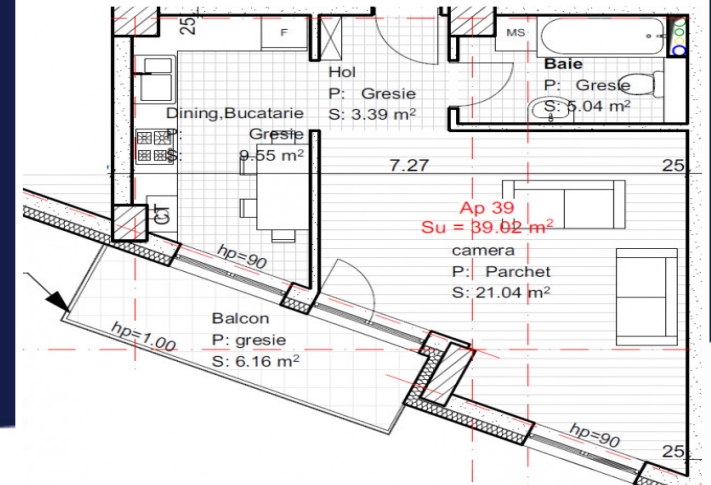 25
F
MS
Hol
P: Gresie
S: 3.39 m²
Baie
P: Gresie
S: 5.04 m²
Dining,Bucatarie
P: Gresie
S: 9.55 m²
7.27
25
CT
Ap 39
Su = 39.02 m²
camera
P: Parchet
S: 21.04 m²
hp=90
Balcon
P: gresie
S: 6.16 m²
hp=1.00
hp=90
25